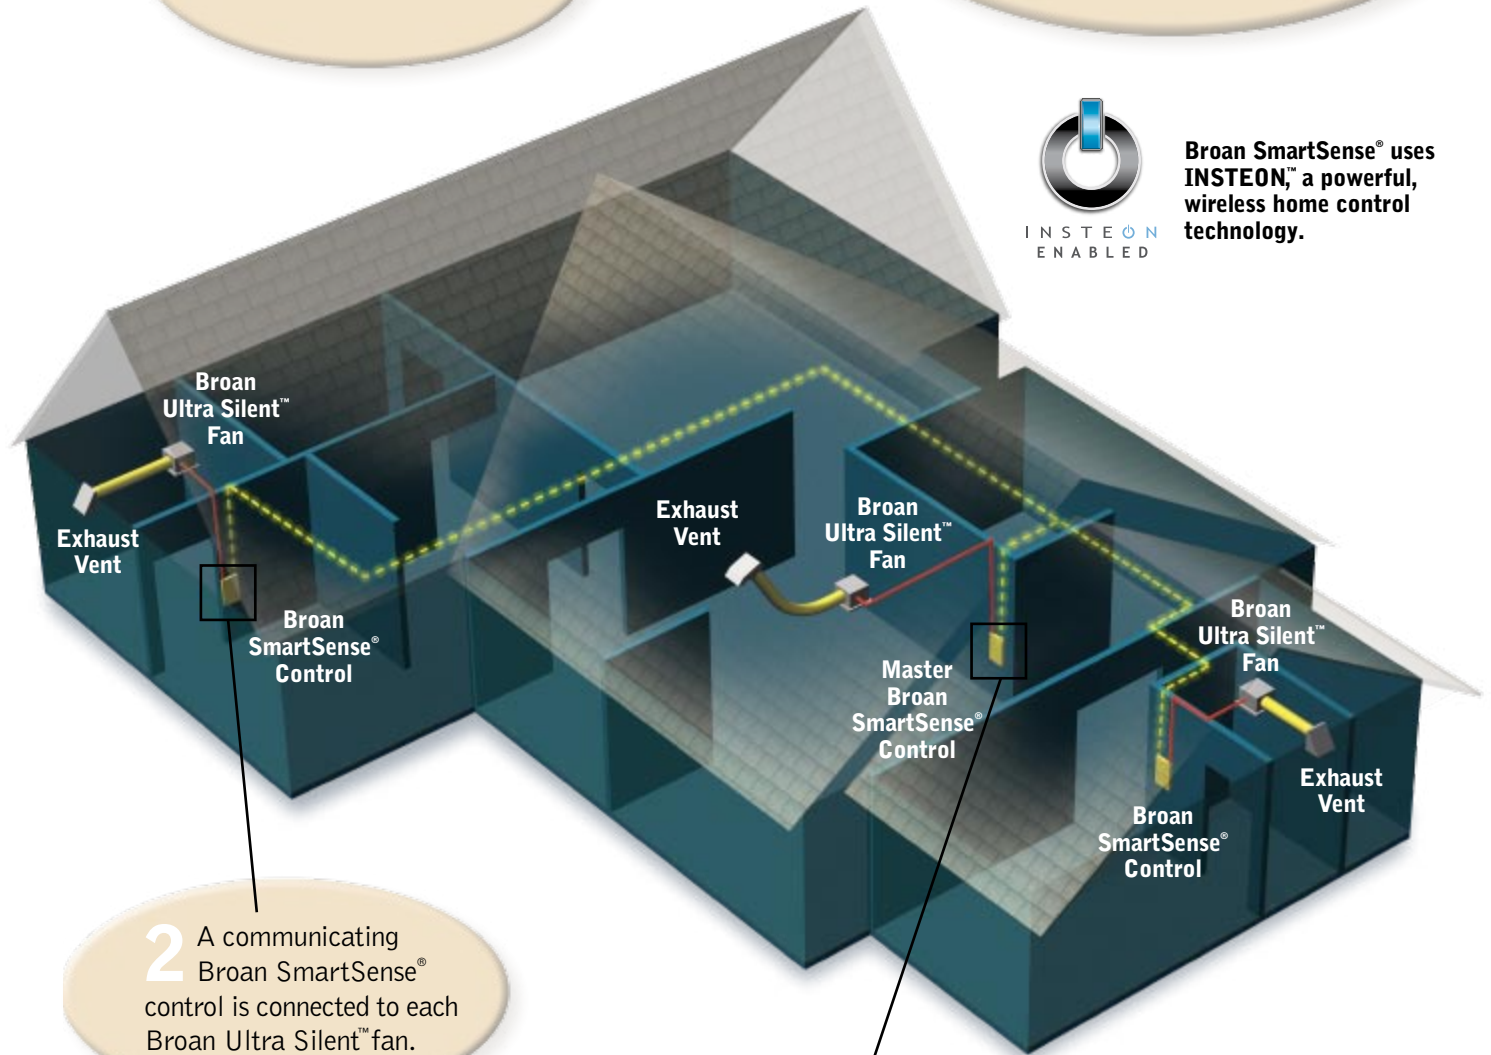 Broan SmartSense® uses
INSTEON,™ a powerful,
wireless home control
technology.
INSTEON
ENABLED
Broan
Ultra Silent™
Fan
Exhaust
Vent
Broan
SmartSense®
Control
Exhaust
Vent
Broan
Ultra Silent™
Fan
Master
Broan
SmartSense®
Control
Broan
Ultra Silent™
Fan
Exhaust
Vent
Broan
SmartSense®
Control
2 A communicating
Broan SmartSense®
control is connected to each
Broan Ultra Silent™ fan.